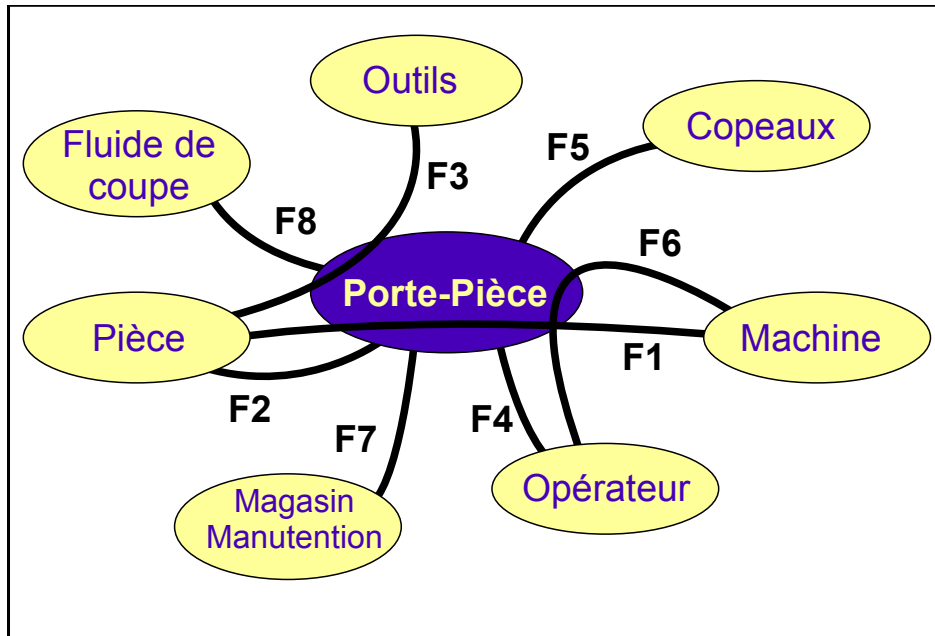 Outils
Copeaux
Fluide de
coupe
F5
F3
F8
F6
Porte-Pièce
Pièce
Machine
F1
F2
F4
F7
Opérateur
Magasin
Manutention